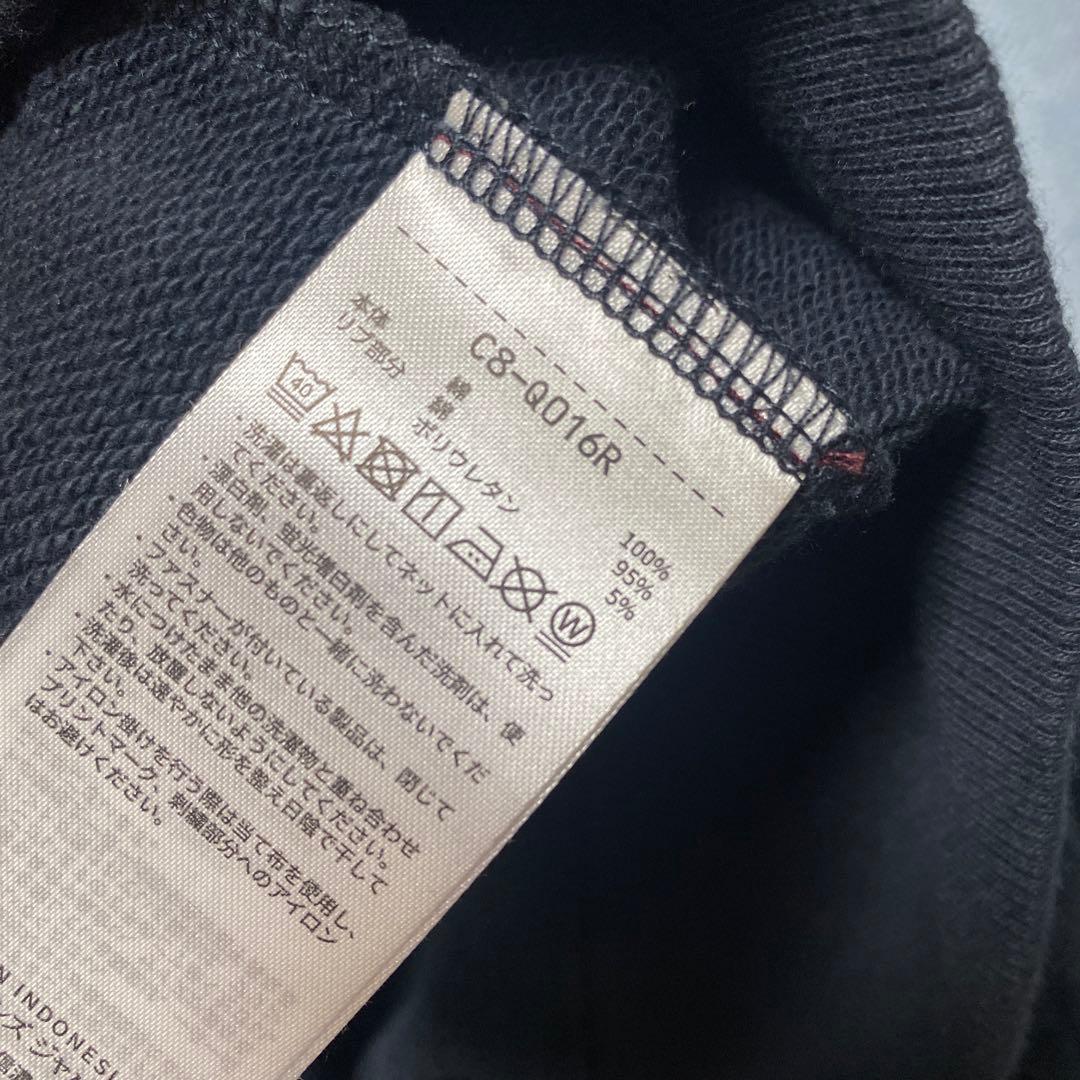 C8-Q016R
本体 綿 100%
リブ部分 綿 95%
ポリウレタン 5%
40
W
・洗濯は裏返しにしてネットに入れて洗っ
てください。
・漂白剤、蛍光増白剤を含んだ洗剤は、使
用しないでください。
・色物は他のものと一緒に洗わないでくだ
さい。
・ファスナーが付いている製品は、閉じて
洗ってください。
・水につけたまま他の洗濯物と重ね合わせ
たり、放置しないようにしてください。
・洗濯後は速やかに形を整え日陰で干して
下さい。
・アイロン掛けを行う際は当て布を使用し、
プリントマーク、刺繍部分へのアイロン
はお避けください。
N INDONESI
ンズ ジャパ